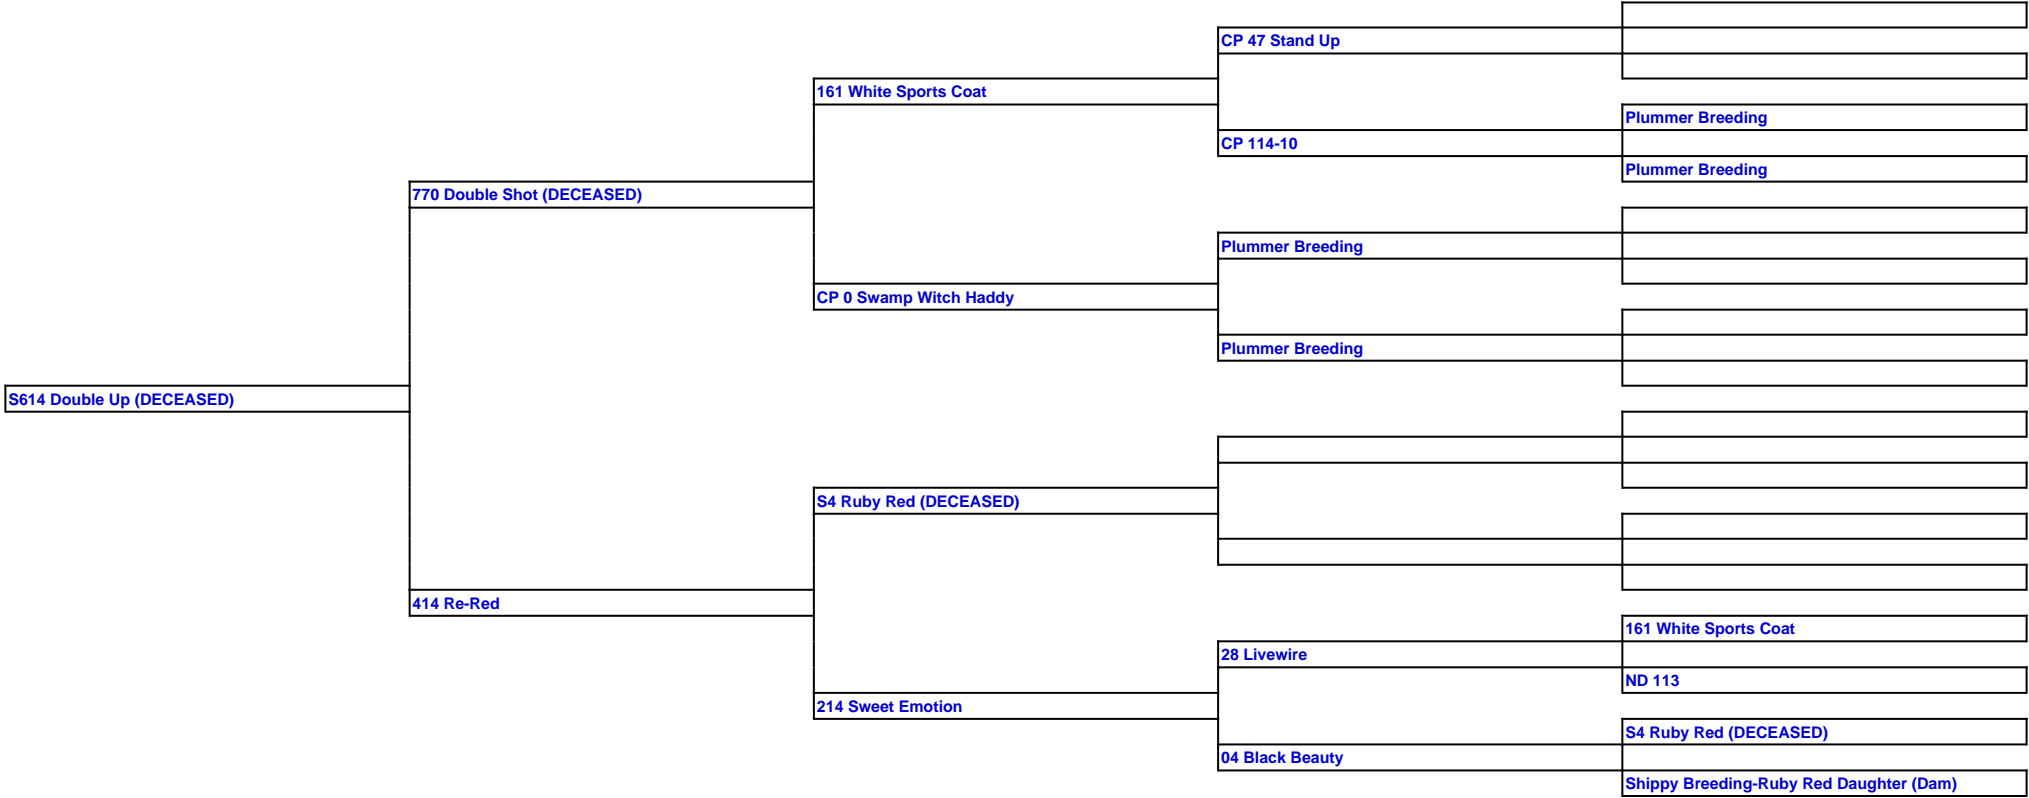 CP 47 Stand Up
161 White Sports Coat
Plummer Breeding
CP 114-10
Plummer Breeding
770 Double Shot (DECEASED)
Plummer Breeding
CP 0 Swamp Witch Haddy
Plummer Breeding
S614 Double Up (DECEASED)
S4 Ruby Red (DECEASED)
414 Re-Red
161 White Sports Coat
28 Livewire
ND 113
214 Sweet Emotion
S4 Ruby Red (DECEASED)
04 Black Beauty
Shippy Breeding-Ruby Red Daughter (Dam)